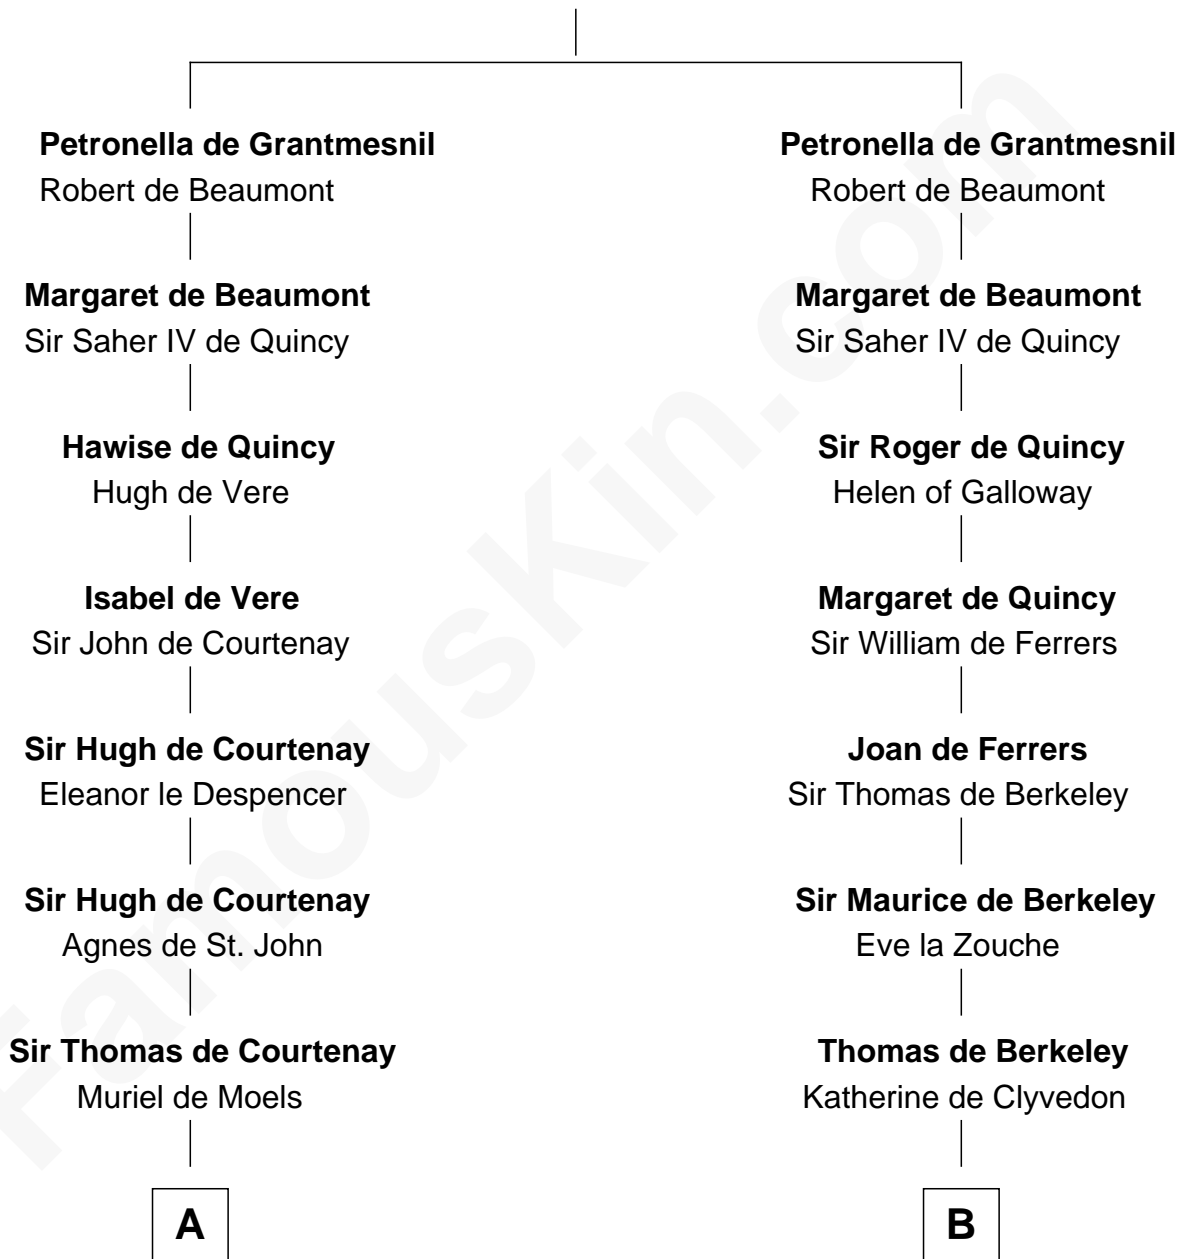 Petronella de Grantmesnil
Robert de Beaumont
Margaret de Beaumont
Sir Saher IV de Quincy
Hawise de Quincy
Hugh de Vere
Isabel de Vere
Sir John de Courtenay
Sir Hugh de Courtenay
Eleanor le Despencer
Sir Hugh de Courtenay
Agnes de St. John
Sir Thomas de Courtenay
Muriel de Moels
A
Petronella de Grantmesnil
Robert de Beaumont
Margaret de Beaumont
Sir Saher IV de Quincy
Sir Roger de Quincy
Helen of Galloway
Margaret de Quincy
Sir William de Ferrers
Joan de Ferrers
Sir Thomas de Berkeley
Sir Maurice de Berkeley
Eve la Zouche
Thomas de Berkeley
Katherine de Clyvedon
B
FamousKin.com